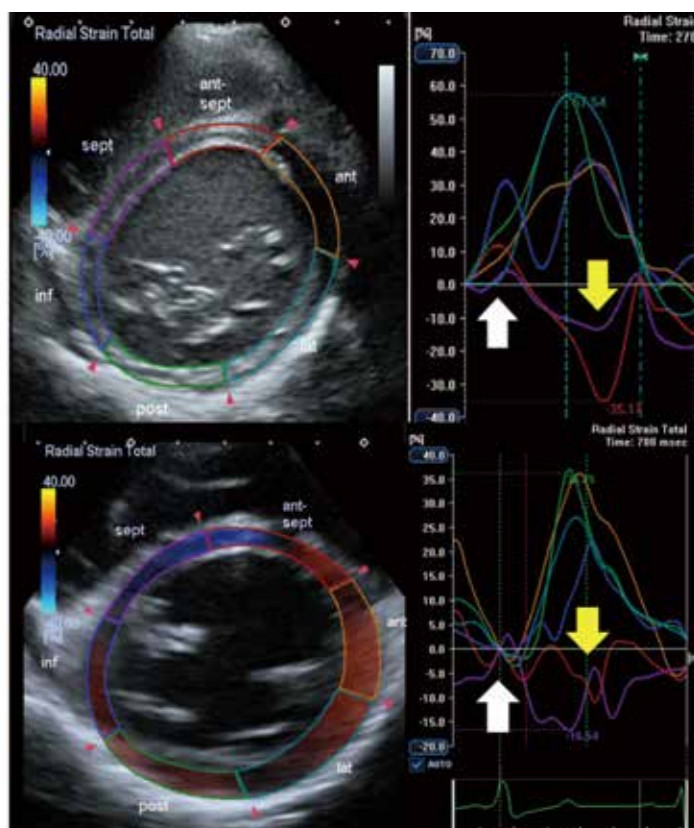 Radial Strain Total
40.00
[%]
ant-
sept
sept
ant
inf
lat
post
Radial Strain
Time: 270
[%]
70.0
60.0
50.0
40.0
30.0
20.0
10.0
0.0
-10.0
-20.0
-30.0
-40.0
57.54
Radial Strain Total
40.00
[%]
ant-
sept
sept
ant
inf
lat
post
Radial Strain Total
Time: 700 msec
[%]
40.0
35.0
30.0
25.0
20.0
15.0
10.0
5.0
0.0
-5.0
-10.0
-15.0
-20.0
AUTO